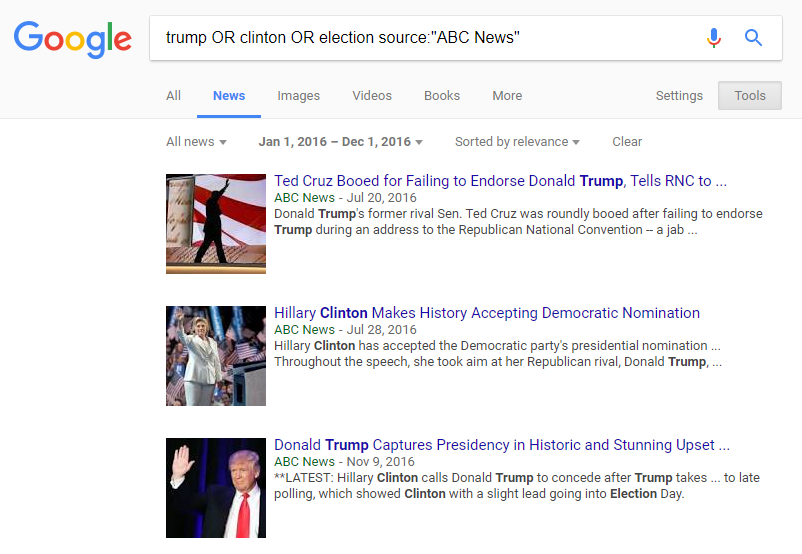 Google
trump OR clinton OR election source:"ABC News"
All News Images Videos Books More Settings Tools
All news Jan 1, 2016 – Dec 1, 2016 Sorted by relevance Clear
Ted Cruz Booed for Failing to Endorse Donald Trump, Tells RNC to ...
ABC News - Jul 20, 2016
Donald Trump's former rival Sen. Ted Cruz was roundly booed after failing to endorse
Trump during an address to the Republican National Convention -- a jab ...
Hillary Clinton Makes History Accepting Democratic Nomination
ABC News - Jul 28, 2016
Hillary Clinton has accepted the Democratic party's presidential nomination ...
Throughout the speech, she took aim at her Republican rival, Donald Trump, ...
Donald Trump Captures Presidency in Historic and Stunning Upset ...
ABC News - Nov 9, 2016
**LATEST: Hillary Clinton calls Donald Trump to concede after Trump takes ... to late
polling, which showed Clinton with a slight lead going into Election Day.